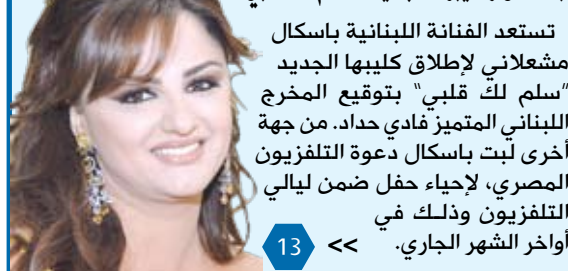 تستعد الفنانة اللبنانية باسكال
مشعلاني لإطلاق كليبها الجديد
"سلم لك قلبي" بتوقيع المخرج
اللبناني المتميز فادي حداد. من جهة
أخرى لبت باسكال دعوة التلفزيون
المصري، لإحياء حفل ضمن ليالي
التلفزيون وذلـك في
أواخر الشهر الجاري. >> 13